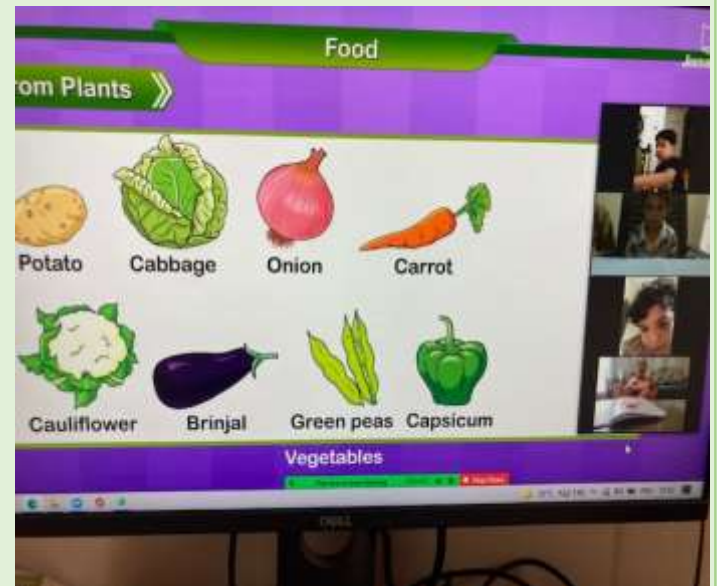 Food
rom Plants
Potato Cabbage Onion Carrot
Cauliflower Brinjal Green peas Capsicum
Vegetables
DELL